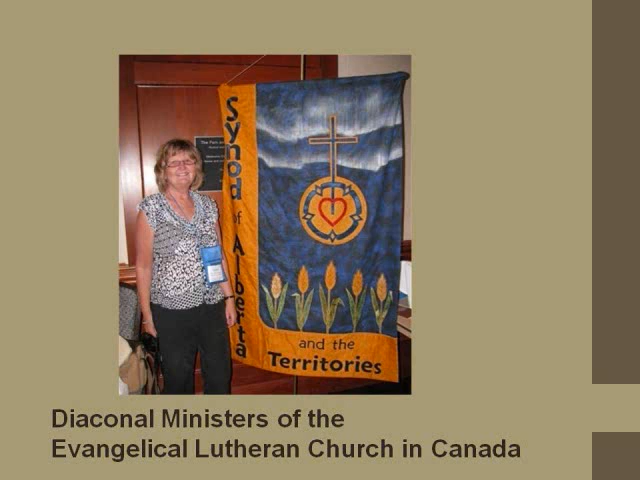 Synod of Alberta
and the
Territories
Diaconal Ministers of the
Evangelical Lutheran Church in Canada